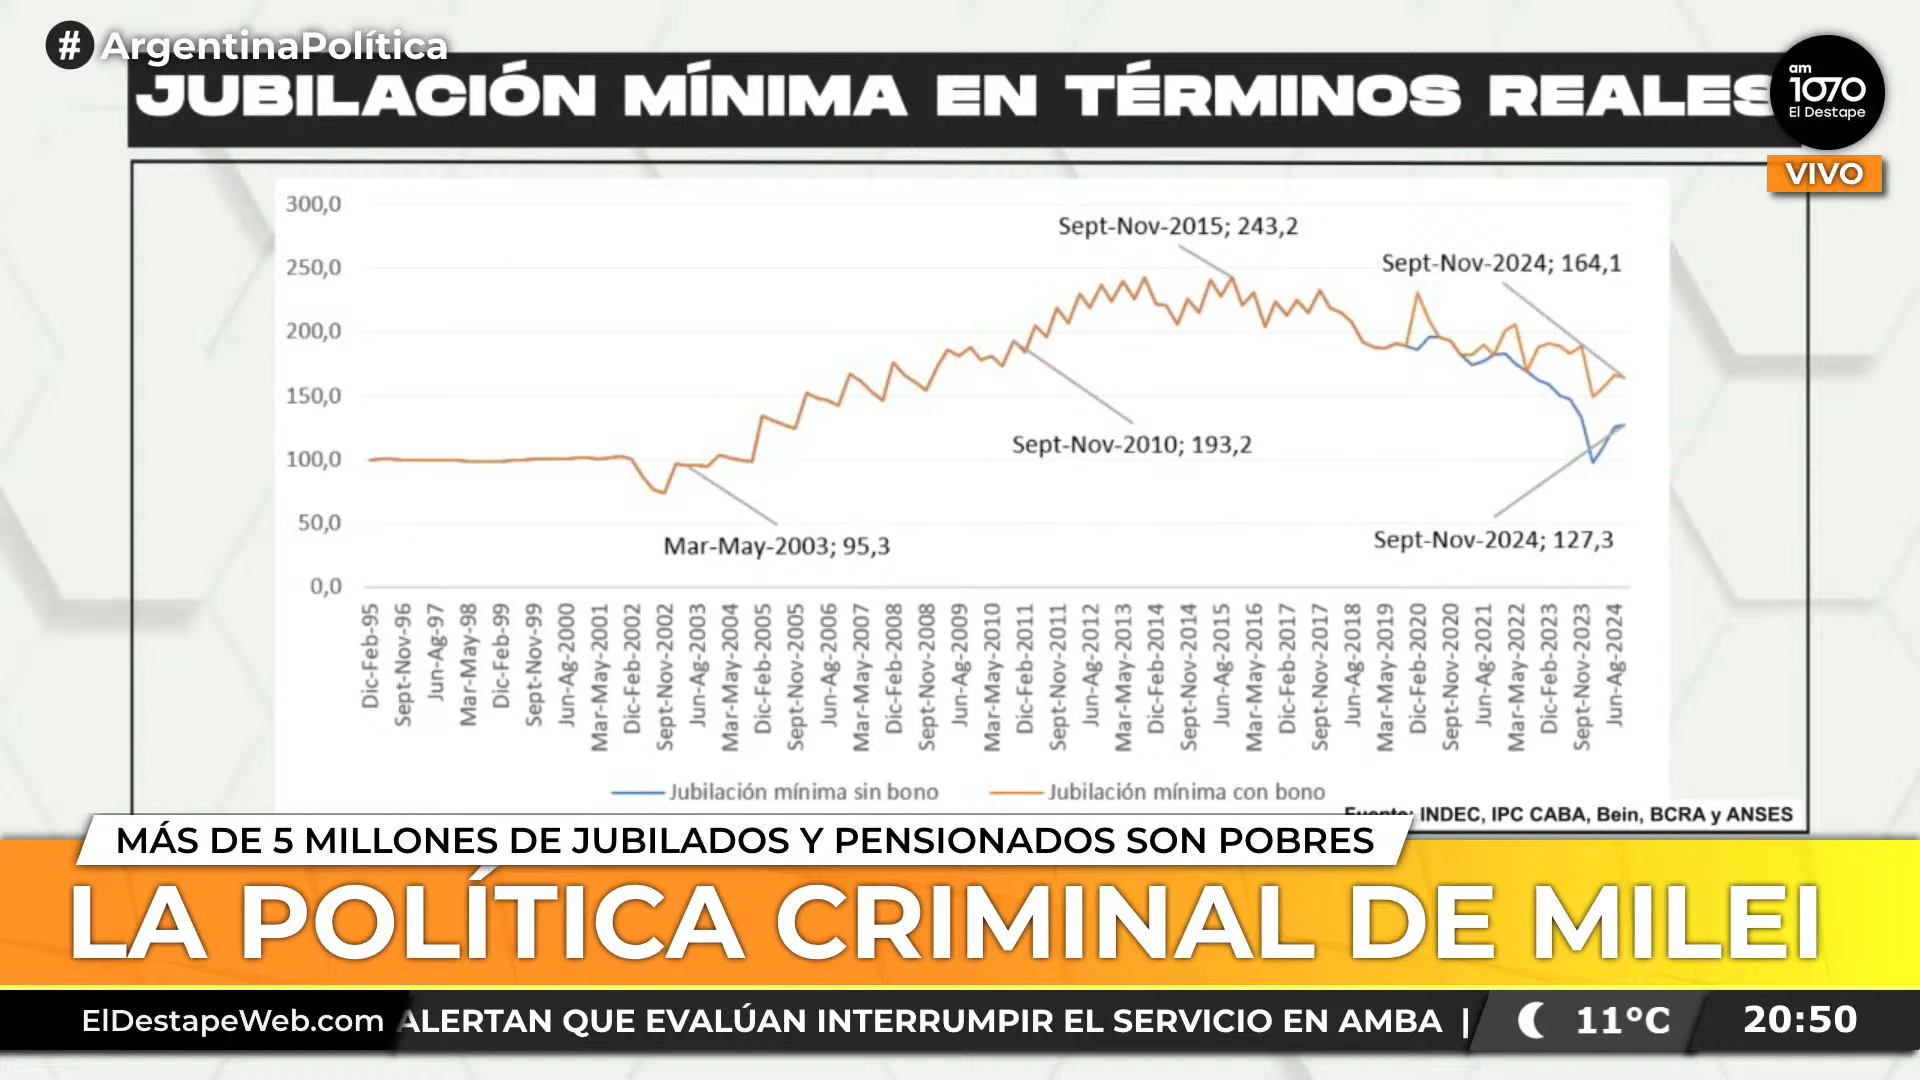 # ArgentinaPolítica
JUBILACIÓN MÍNIMA EN TÉRMINOS REALES
am
1070
El Destape
VIVO
300,0
250,0
200,0
150,0
100,0
50,0
0,0
Sept-Nov-2015; 243,2
Sept-Nov-2024; 164,1
Sept-Nov-2010; 193,2
Mar-May-2003; 95,3
Sept-Nov-2024; 127,3
Dic-Feb-95
Sept-Nov-96
Jun-Ag-97
Mar-May-98
Dic-Feb-99
Sept-Nov-99
Jun-Ag-2000
Mar-May-2001
Dic-Feb-2002
Sept-Nov-2002
Jun-Ag-2003
Mar-May-2004
Dic-Feb-2005
Sept-Nov-2005
Jun-Ag-2006
Mar-May-2007
Dic-Feb-2008
Sept-Nov-2008
Jun-Ag-2009
Mar-May-2010
Dic-Feb-2011
Sept-Nov-2011
Jun-Ag-2012
Mar-May-2013
Dic-Feb-2014
Sept-Nov-2014
Jun-Ag-2015
Mar-May-2016
Dic-Feb-2017
Sept-Nov-2017
Jun-Ag-2018
Mar-May-2019
Dic-Feb-2020
Sept-Nov-2020
Jun-Ag-2021
Mar-May-2022
Dic-Feb-2023
Sept-Nov-2023
Jun-Ag-2024
Jubilación mínima sin bono
Jubilación mínima con bono
Fuente: INDEC, IPC CABA, Bein, BCRA y ANSES
MÁS DE 5 MILLONES DE JUBILADOS Y PENSIONADOS SON POBRES
LA POLÍTICA CRIMINAL DE MILEI
ElDestapeWeb.com
ALERTAN QUE EVALÚAN INTERRUMPIR EL SERVICIO EN AMBA |
11°C
20:50